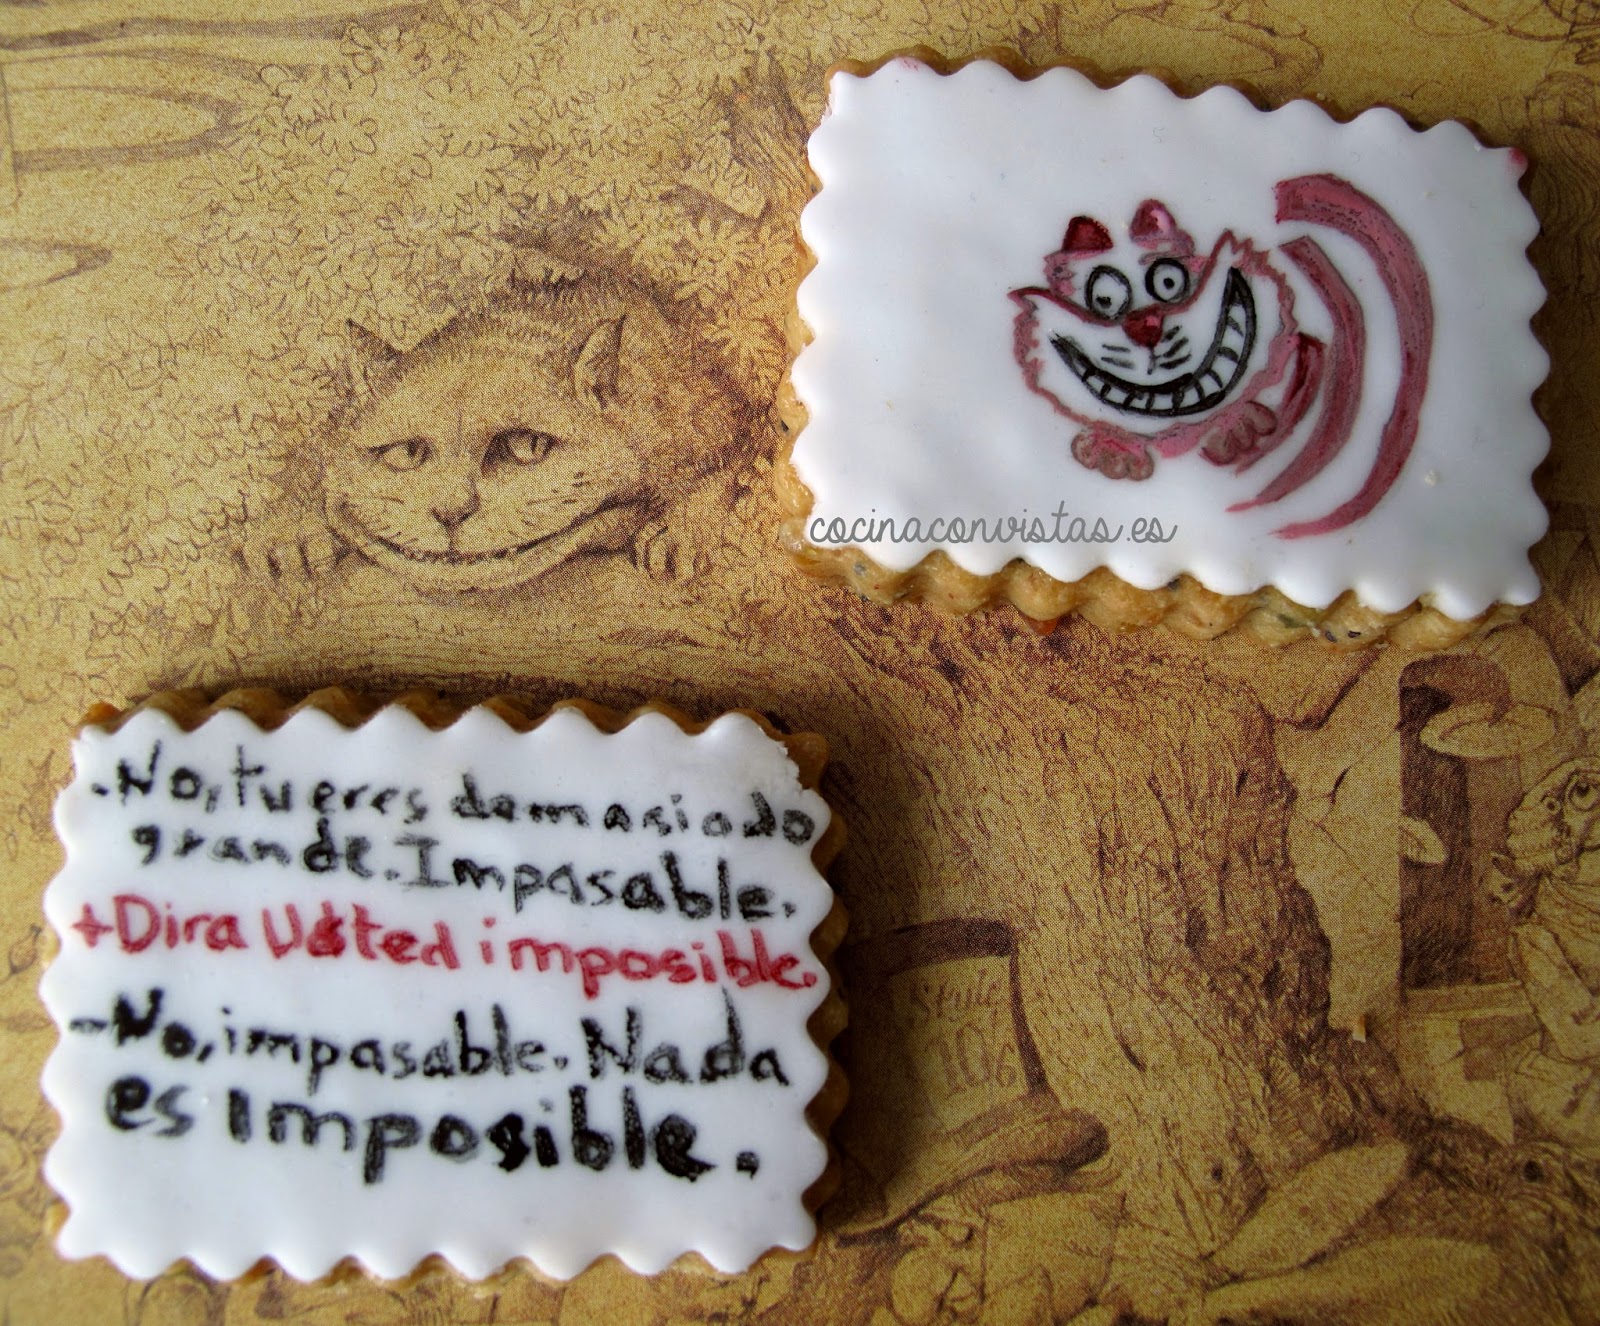 cocinaconvistas.es
-No, tu eres demasiado
grande. Impasable.
+Dira Usted imposible.
-No, impasable. Nada
es Imposible.